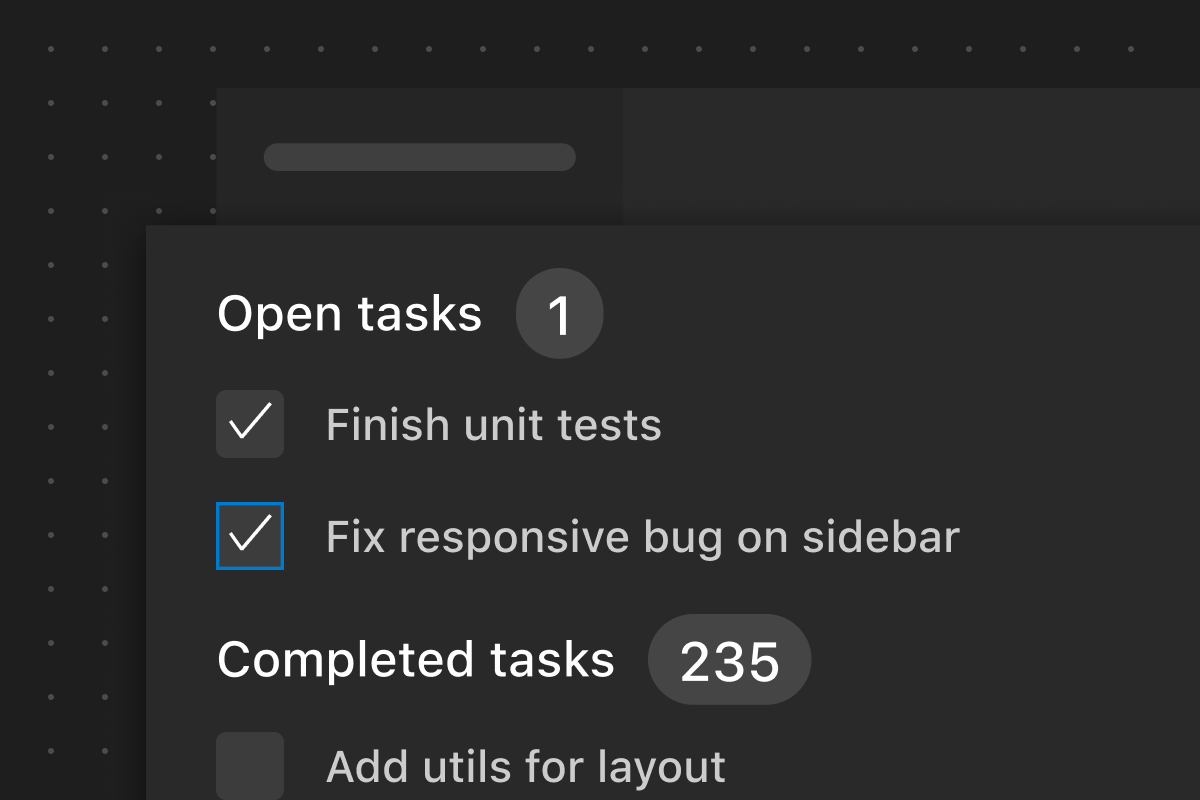 Open tasks 1
Finish unit tests
Fix responsive bug on sidebar
Completed tasks 235
Add utils for layout